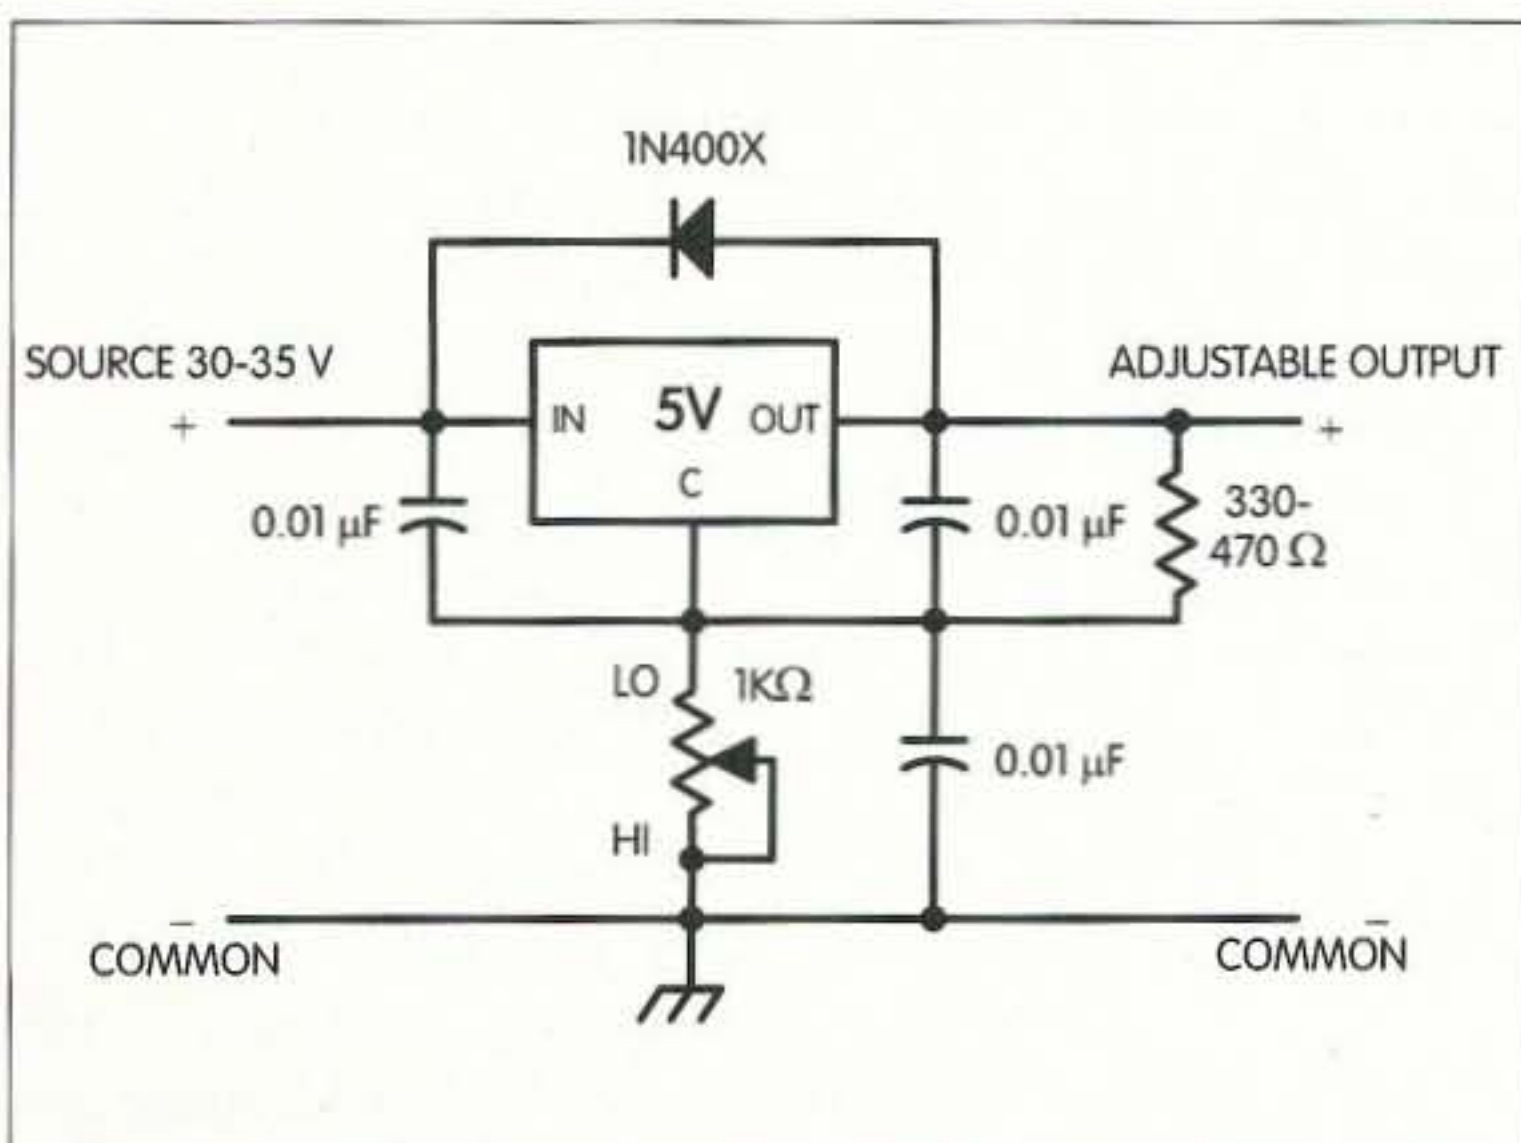 1N400X
SOURCE 30-35 V
ADJUSTABLE OUTPUT
+
IN
5V
OUT
+
C
0.01 µF
0.01 µF
330-
470 Ω
LO
1KΩ
0.01 µF
HI
–
COMMON
–
COMMON